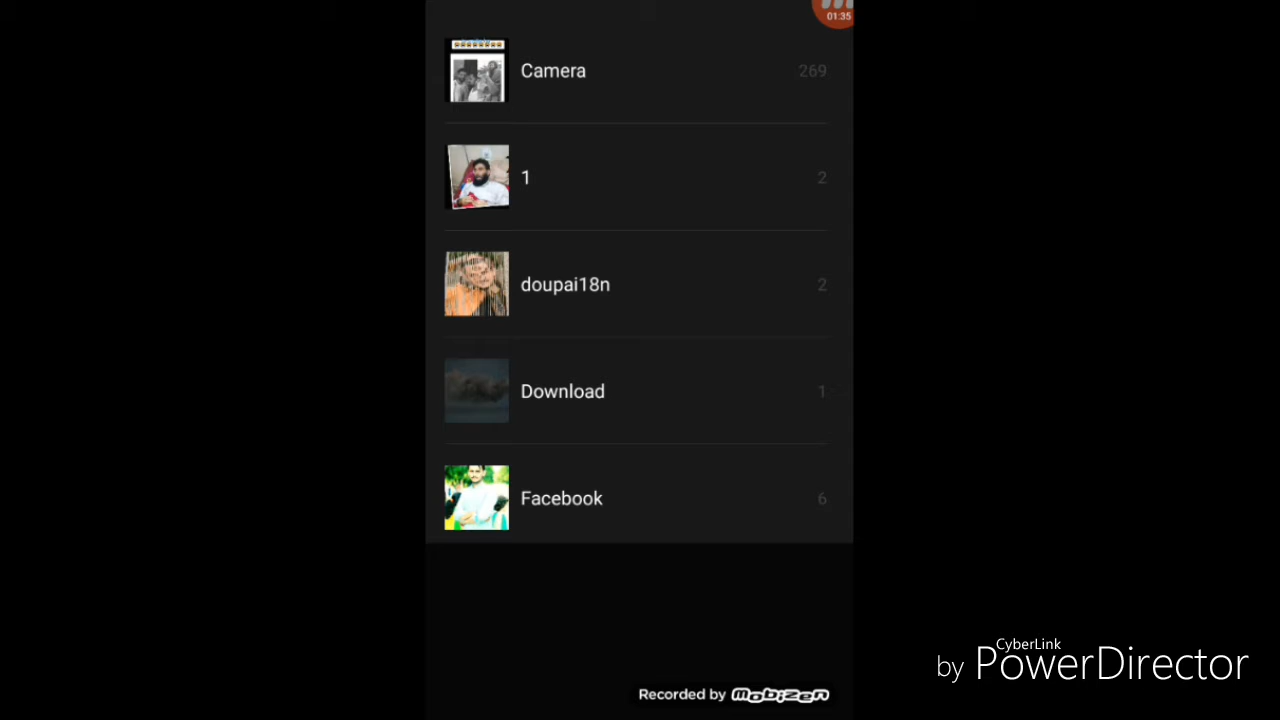 01:35
Camera 269
1 2
doupai18n 2
Download 1
Facebook 6
CyberLink
by PowerDirector
Recorded by mobizen